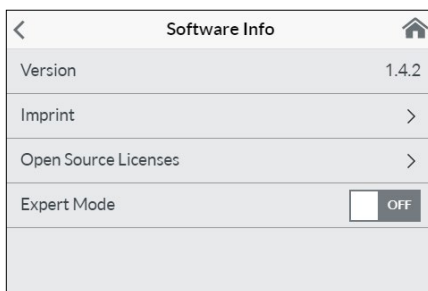 Software Info
Version 1.4.2
Imprint
Open Source Licenses
Expert Mode OFF